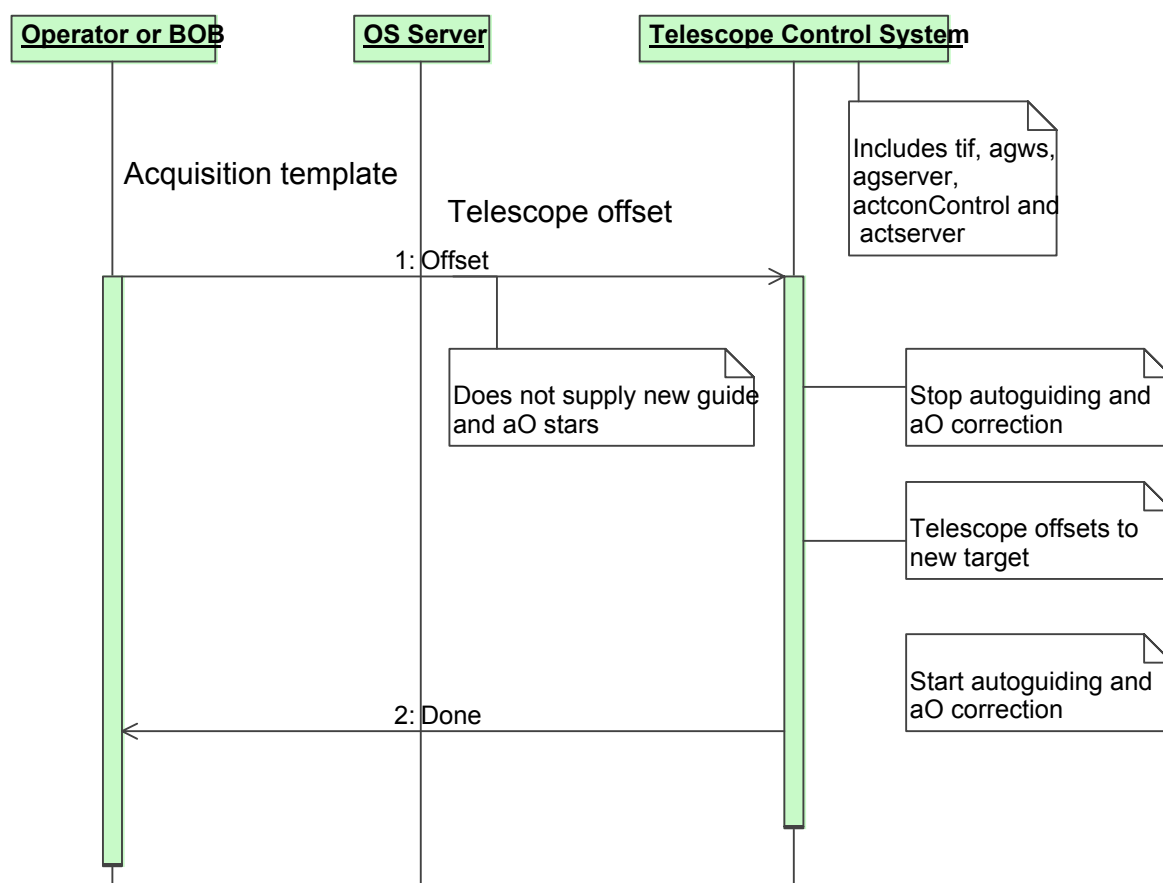 Operator or BOB
OS Server
Telescope Control System
Includes tif, agws,
agserver,
actconControl and
actserver
Acquisition template
Telescope offset
1: Offset
Does not supply new guide
and aO stars
Stop autoguiding and
aO correction
Telescope offsets to
new target
Start autoguiding and
aO correction
2: Done